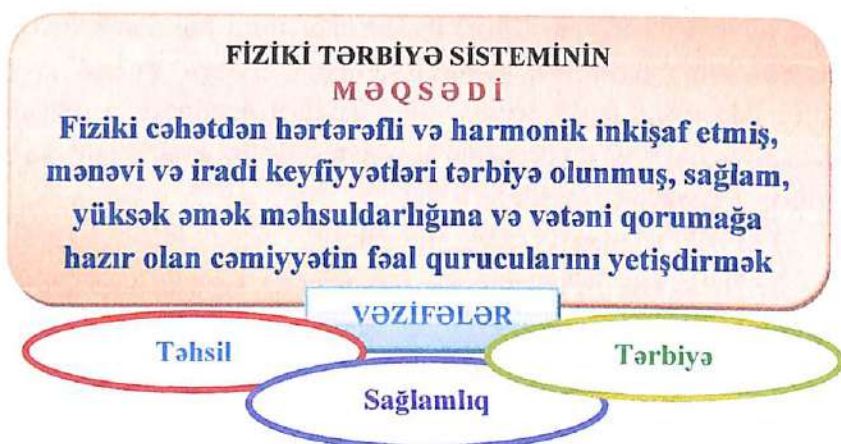 FİZİKİ TƏRBİYƏ SİSTEMİNİN
MƏQSƏDİ
Fiziki cəhətdən hərtərəfli və harmonik inkişaf etmiş,
mənəvi və iradi keyfiyyətləri tərbiyə olunmuş, sağlam,
yüksək əmək məhsuldarlığına və vətəni qorumağa
hazır olan cəmiyyətin fəal qurucularını yetişdirmək
VƏZİFƏLƏR
Təhsil
Tərbiyə
Sağlamlıq